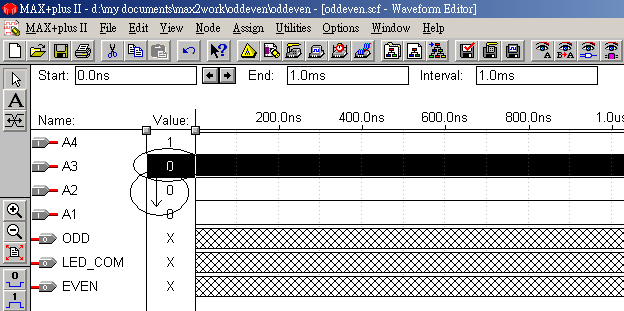 MAX+plus II - d:\my documents\max2work\oddeven\oddeven - [oddeven.scf - Waveform Editor]
MAX+plus II File Edit View Node Assign Utilities Options Window Help
Start: 0.0ns End: 1.0ms Interval: 1.0ms
Name: Value: 200.0ns 400.0ns 600.0ns 800.0ns 1.0u
A4 1
A3 0
A2 0
A1 0
ODD X
LED_COM X
EVEN X